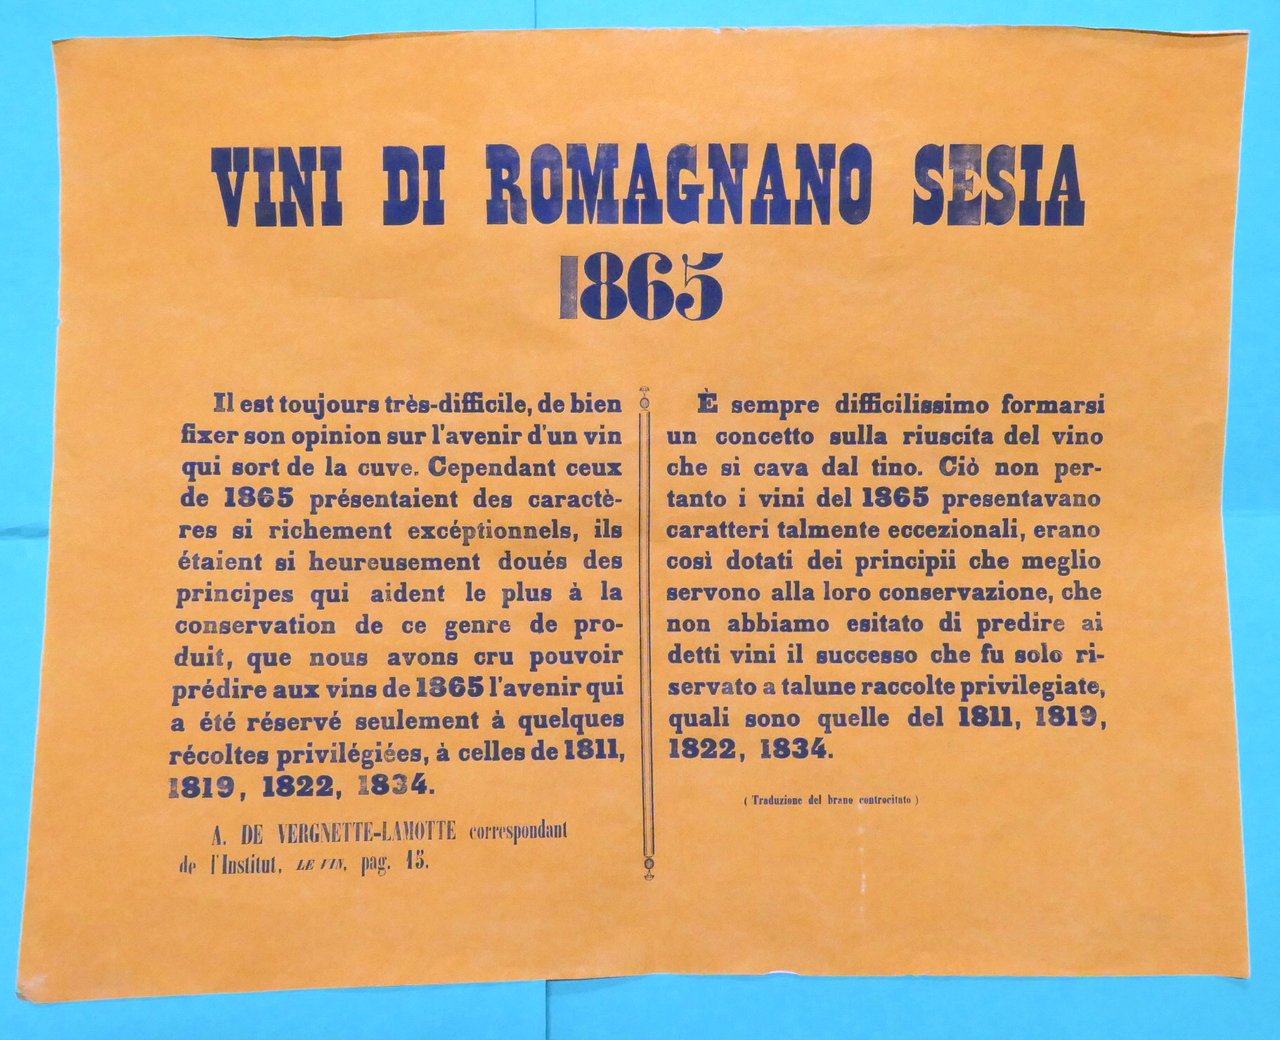 VINI DI ROMAGNANO SESIA
1865
Il est toujours très-difficile, de bien
fixer son opinion sur l'avenir d'un vin
qui sort de la cuve. Cependant ceux
de 1865 présentaient des caractè-
res si richement excéptionnels, ils
étaient si heureusement doués des
principes qui aident le plus à la
conservation de ce genre de pro-
duit, que nous avons cru pouvoir
prédire aux vins de 1865 l'avenir qui
a été réservé seulement à quelques
récoltes privilégiées, à celles de 1811,
1819, 1822, 1834.
A. DE VERGNETTE-LAMOTTE correspondant
de l'Institut, LE VIN, pag. 15.
È sempre difficilissimo formarsi
un concetto sulla riuscita del vino
che si cava dal tino. Ciò non per-
tanto i vini del 1865 presentavano
caratteri talmente eccezionali, erano
così dotati dei principii che meglio
servono alla loro conservazione, che
non abbiamo esitato di predire ai
detti vini il successo che fu solo ri-
servato a talune raccolte privilegiate,
quali sono quelle del 1811, 1819,
1822, 1834.
( Traduzione del brano controcitato )